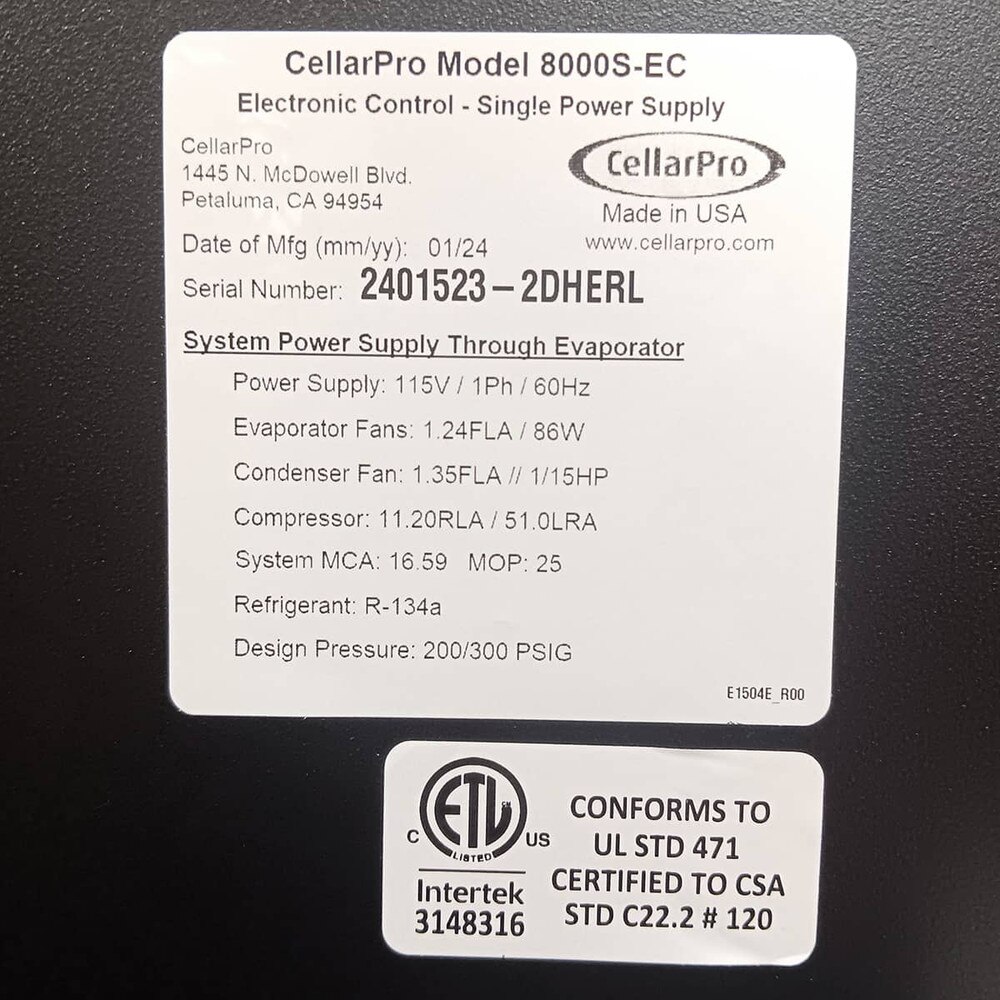 CellarPro Model 8000S-EC
Electronic Control - Single Power Supply
CellarPro
1445 N. McDowell Blvd.
Petaluma, CA 94954
CellarPro
Made in USA
www.cellarpro.com
Date of Mfg (mm/yy): 01/24
Serial Number: 2401523-2DHERL
System Power Supply Through Evaporator
Power Supply: 115V / 1Ph / 60Hz
Evaporator Fans: 1.24FLA / 86W
Condenser Fan: 1.35FLA // 1/15HP
Compressor: 11.20RLA / 51.0LRA
System MCA: 16.59 MOP: 25
Refrigerant: R-134a
Design Pressure: 200/300 PSIG
E1504E_R00
ETL
CM
C US
LISTED
Intertek
3148316
CONFORMS TO
UL STD 471
CERTIFIED TO CSA
STD C22.2 # 120